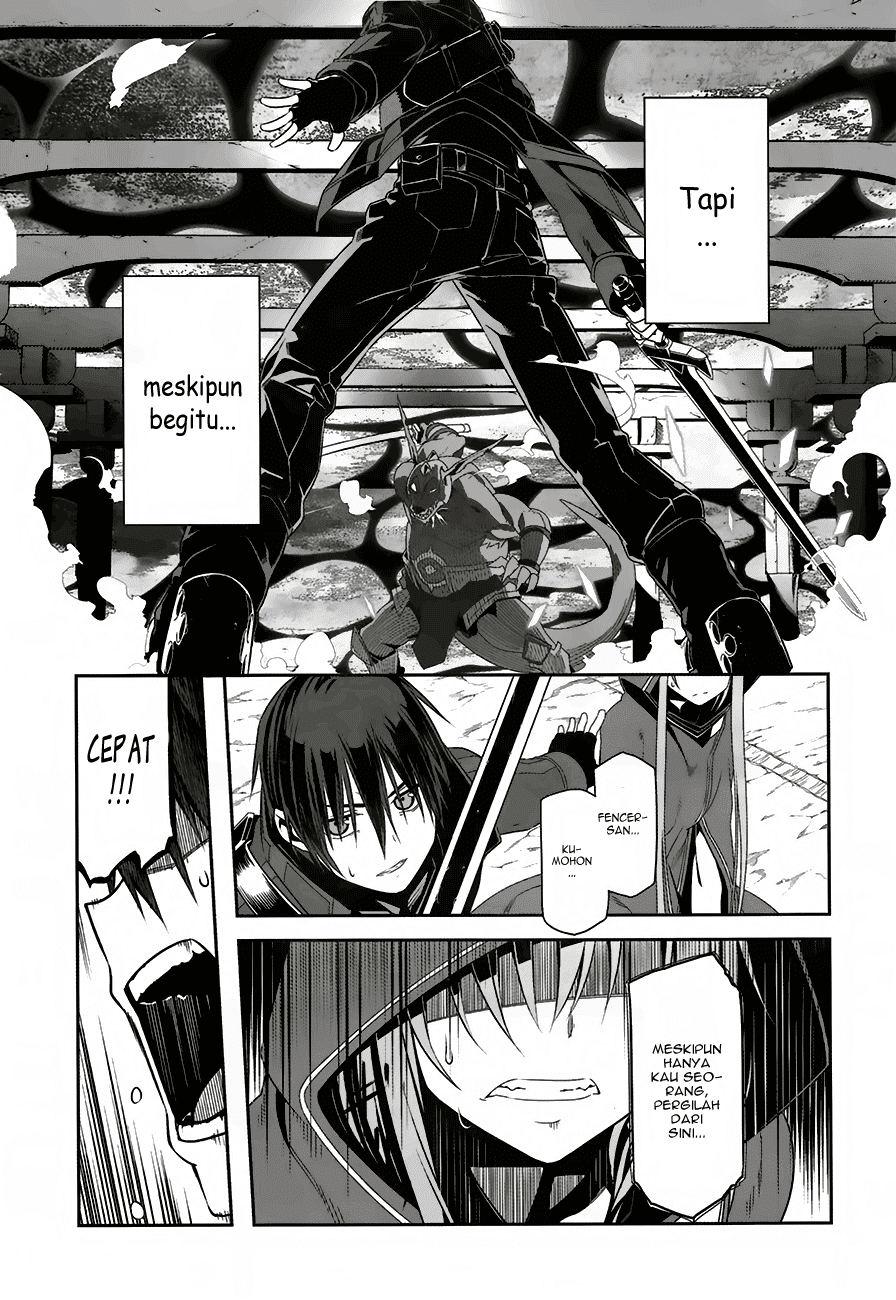 Tapi
...
meskipun
begitu...
FENCER-
SAN...
KU-
MOHON
...
CEPAT
!!!
MESKIPUN
HANYA
KAU SEO-
RANG,
PERGILAH
DARI
SINI...